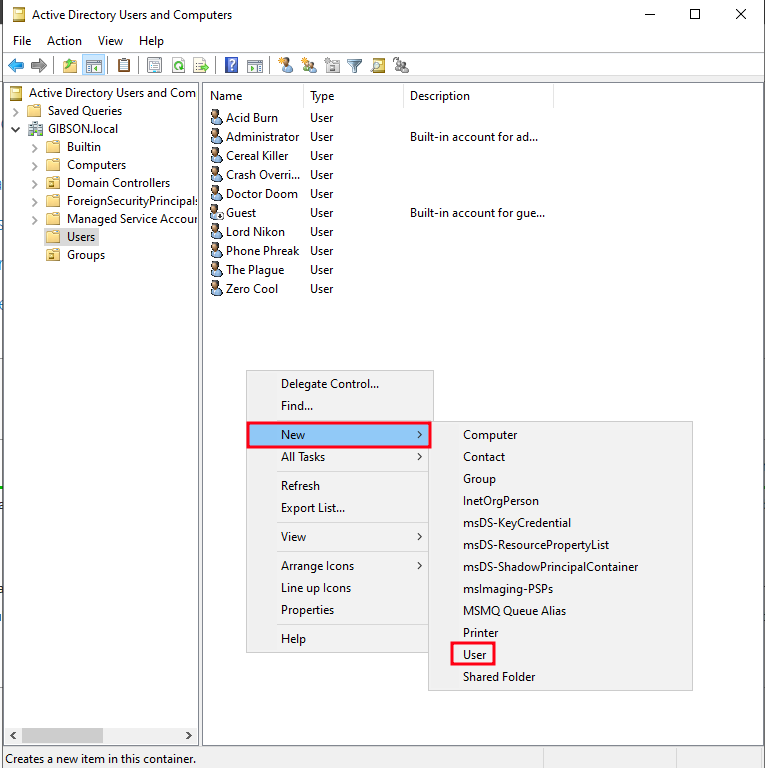 Active Directory Users and Computers
File Action View Help
Active Directory Users and Com
Saved Queries
GIBSON.local
Builtin
Computers
Domain Controllers
ForeignSecurityPrincipals
Managed Service Accour
Users
Groups
Name Type Description
Acid Burn User
Administrator User Built-in account for ad...
Cereal Killer User
Crash Overri... User
Doctor Doom User
Guest User Built-in account for gue...
Lord Nikon User
Phone Phreak User
The Plague User
Zero Cool User
Delegate Control...
Find...
New
All Tasks
Refresh
Export List...
View
Arrange Icons
Line up Icons
Properties
Help
Computer
Contact
Group
InetOrgPerson
msDS-KeyCredential
msDS-ResourcePropertyList
msDS-ShadowPrincipalContainer
msImaging-PSPs
MSMQ Queue Alias
Printer
User
Shared Folder
Creates a new item in this container.